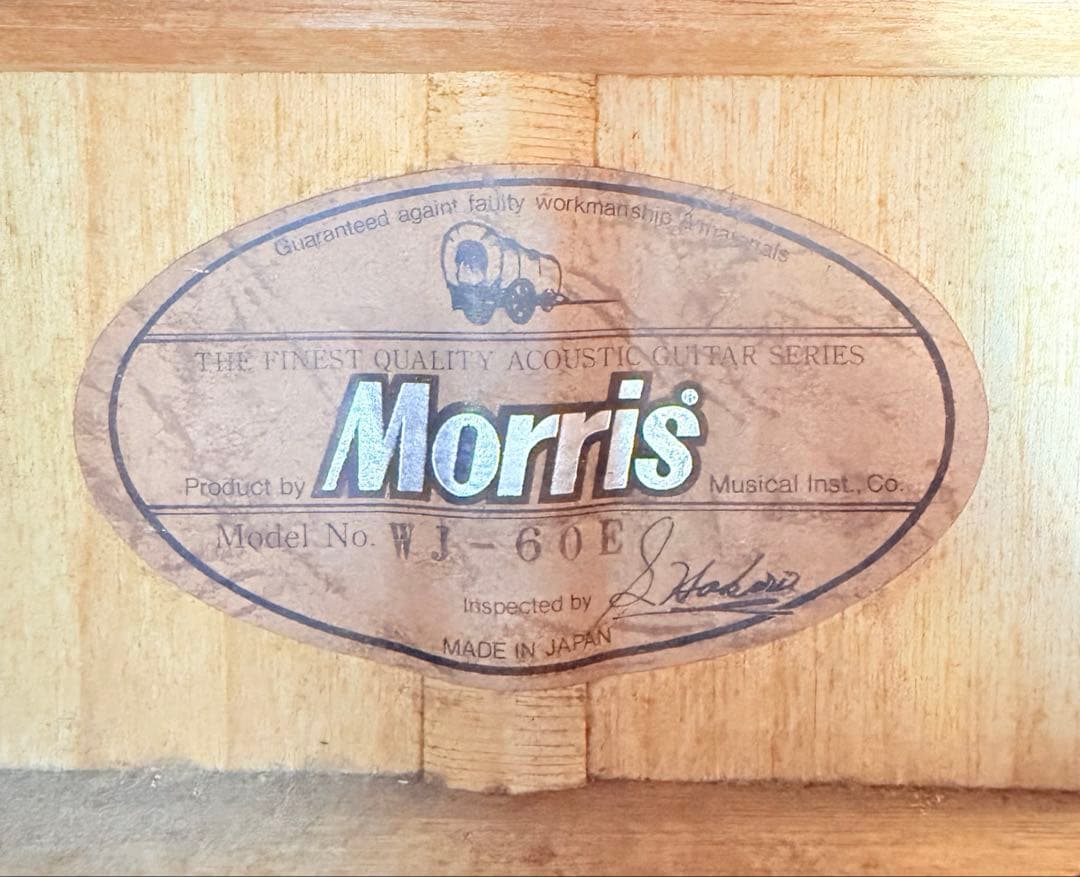 Guaranteed againt faulty workmanship & materials
THE FINEST QUALITY ACOUSTIC GUITAR SERIES
Product by Morris® Musical Inst., Co.
Model No. WJ-60E
Inspected by
MADE IN JAPAN